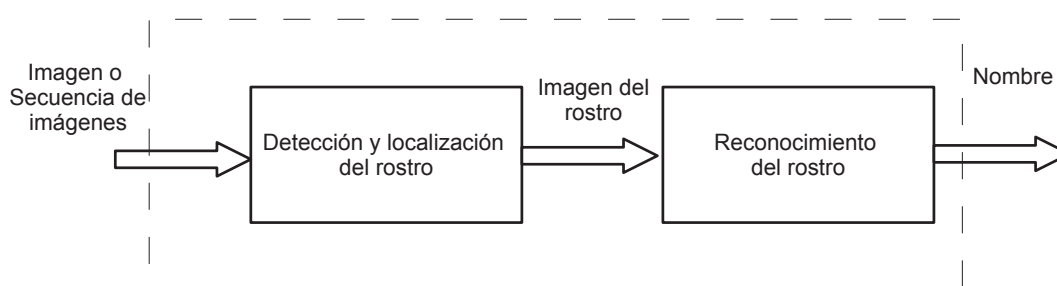 Imagen o
Secuencia de
imágenes
Detección y localización
del rostro
Imagen del
rostro
Reconocimiento
del rostro
Nombre